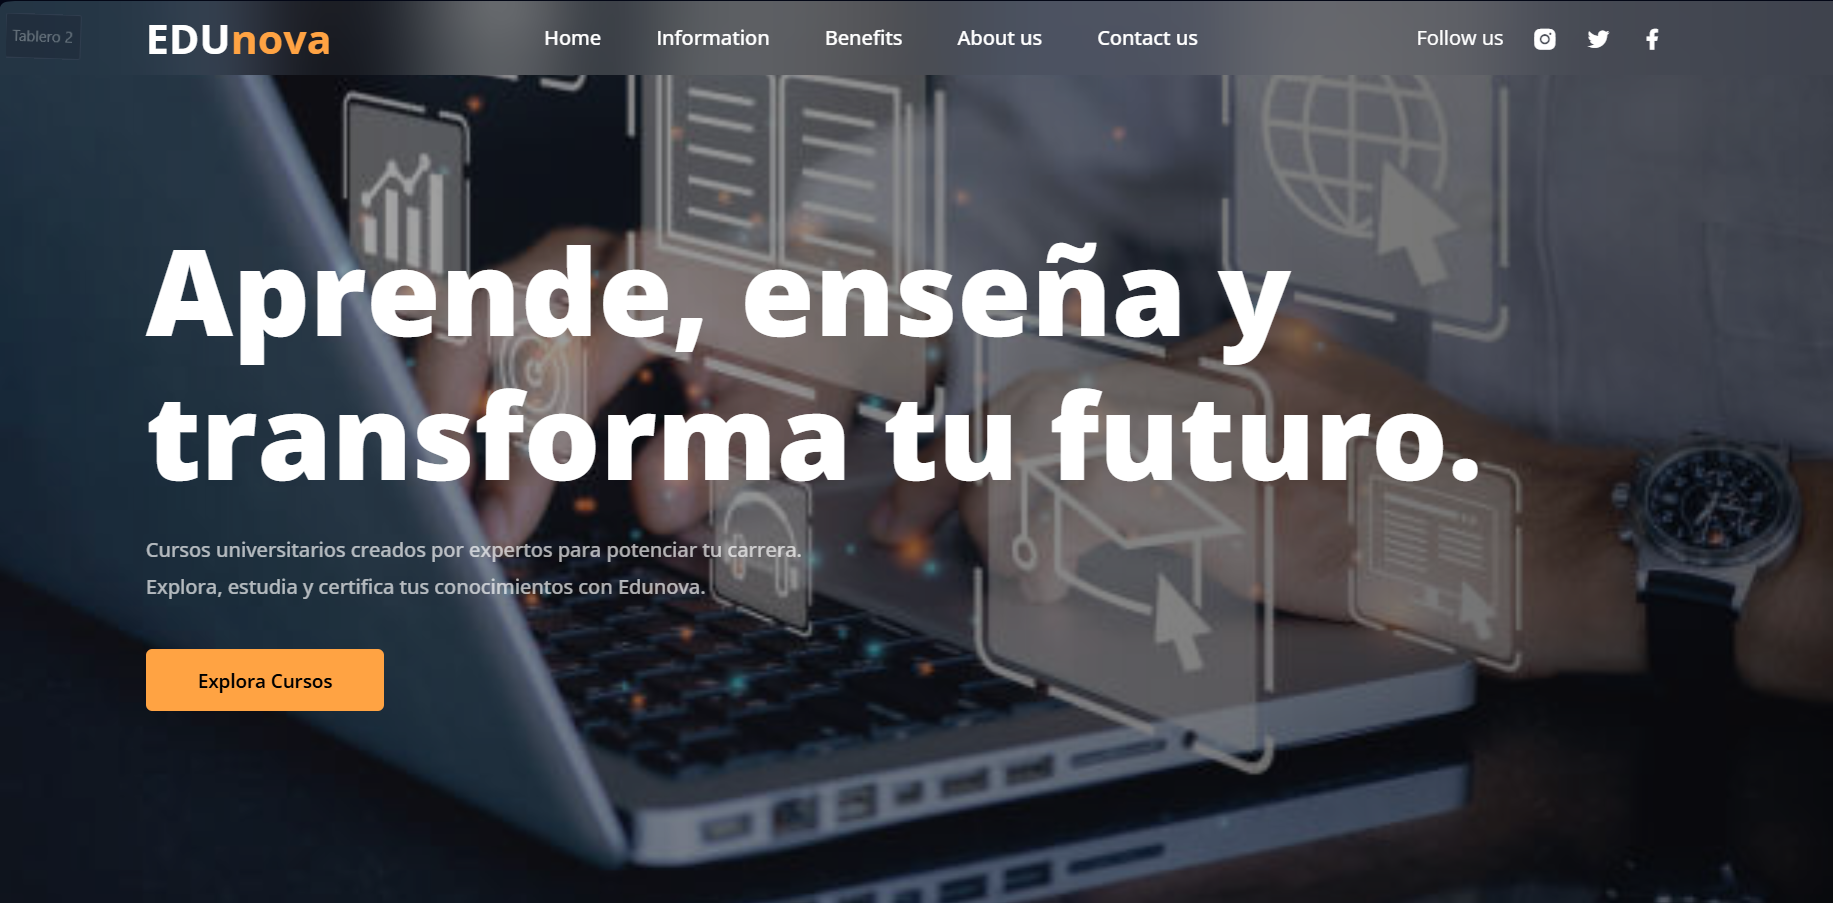 Tablero 2
EDUnova
Home Information Benefits About us Contact us Follow us
Aprende, enseña y
transforma tu futuro.
Cursos universitarios creados por expertos para potenciar tu carrera.
Explora, estudia y certifica tus conocimientos con Edunova.
Explora Cursos